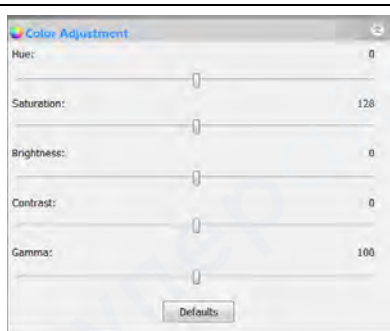 Color Adjustment
Hue: 0
Saturation: 128
Brightness: 0
Contrast: 0
Gamma: 100
Defaults